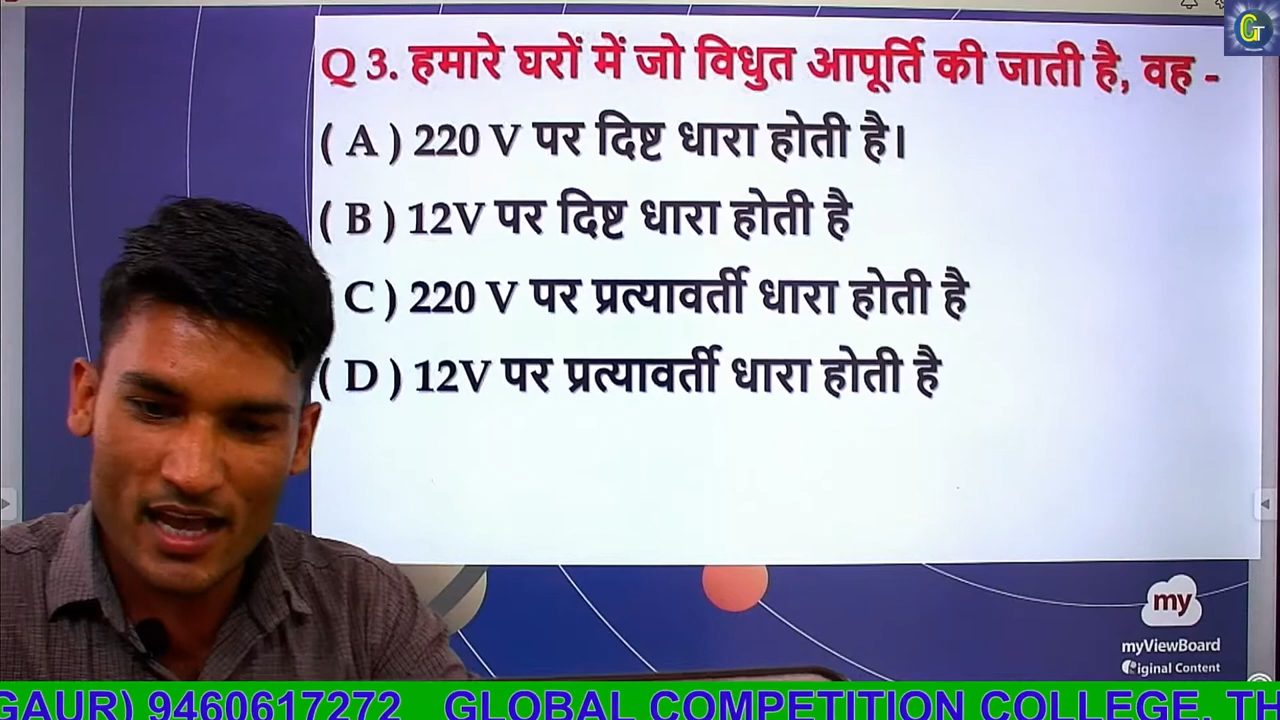 Q 3. हमारे घरों में जो विधुत आपूर्ति की जाती है, वह -
( A ) 220 V पर दिष्ट धारा होती है।
( B ) 12V पर दिष्ट धारा होती है
C ) 220 V पर प्रत्यावर्ती धारा होती है
( D ) 12V पर प्रत्यावर्ती धारा होती है
my
myViewBoard
riginal Content
GAUR) 9460617272 GLOBAL COMPETITION COLLEGE, TH